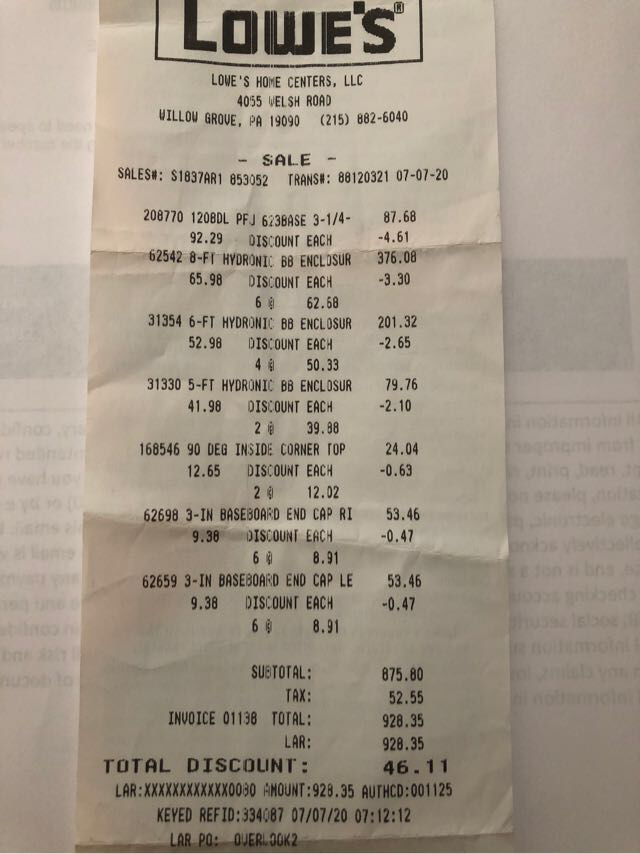 LOWE'S®
LOWE'S HOME CENTERS, LLC
4055 WELSH ROAD
WILLOW GROVE, PA 19090 (215) 882-6040
- SALE -
SALES#: S1837AR1 853052 TRANS#: 88120321 07-07-20
208770 1208DL PFJ 623BASE 3-1/4- 87.68
92.29 DISCOUNT EACH -4.61
62542 8-FT HYDRONIC BB ENCLOSUR 376.08
65.98 DISCOUNT EACH -3.30
6 @ 62.68
31354 6-FT HYDRONIC BB ENCLOSUR 201.32
52.98 DISCOUNT EACH -2.65
4 @ 50.33
31330 5-FT HYDRONIC BB ENCLOSUR 79.76
41.98 DISCOUNT EACH -2.10
2 @ 39.88
168546 90 DEG INSIDE CORNER TOP 24.04
12.65 DISCOUNT EACH -0.63
2 @ 12.02
62698 3-IN BASEBOARD END CAP RI 53.46
9.38 DISCOUNT EACH -0.47
6 @ 8.91
62659 3-IN BASEBOARD END CAP LE 53.46
9.38 DISCOUNT EACH -0.47
6 @ 8.91
SUBTOTAL: 875.80
TAX: 52.55
INVOICE 01138 TOTAL: 928.35
LAR: 928.35
TOTAL DISCOUNT: 46.11
LAR:XXXXXXXXXXXX0080 AMOUNT:928.35 AUTHCD:001125
KEYED REFID:334087 07/07/20 07:12:12
LAR PO: OVERLOOK2